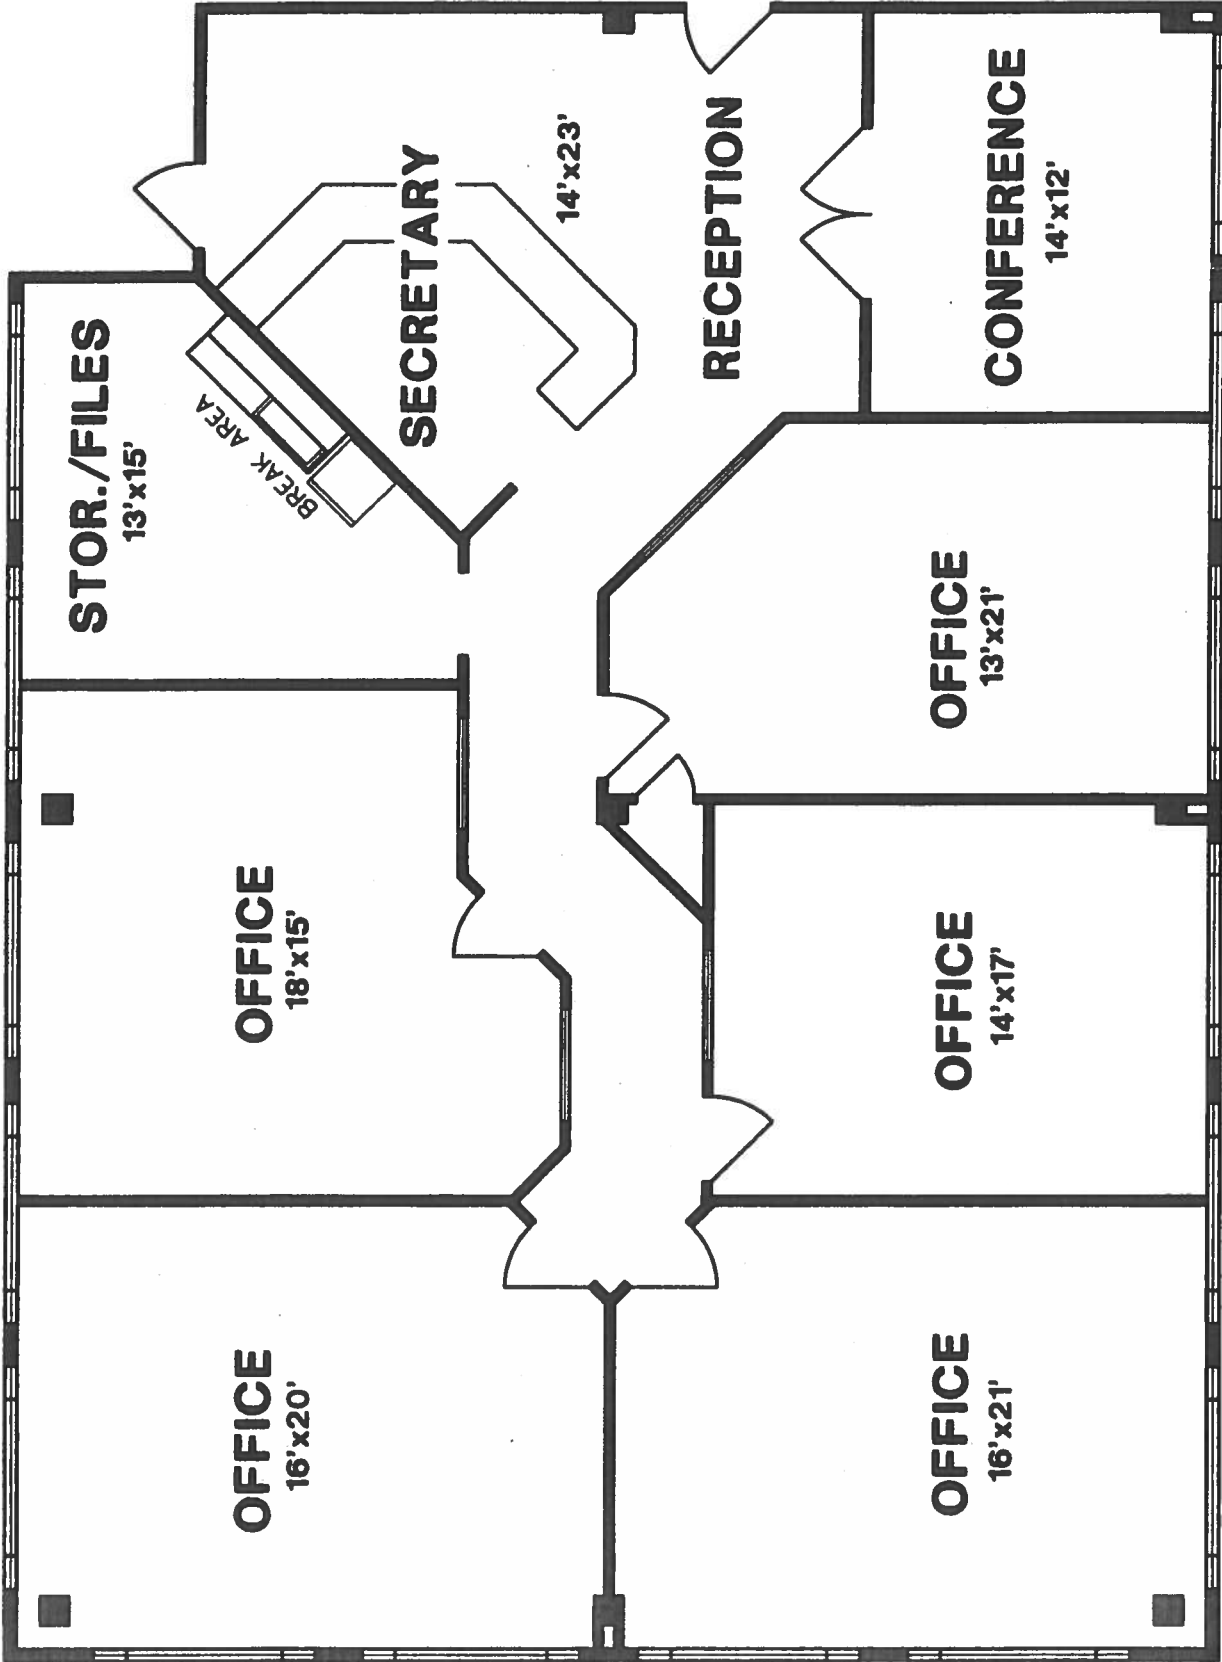 STOR./FILES
13'x15'
BREAK AREA
SECRETARY
14'x23'
RECEPTION
CONFERENCE
14'x12'
OFFICE
18'x15'
OFFICE
13'x21'
OFFICE
14'x17'
OFFICE
16'x20'
OFFICE
16'x21'